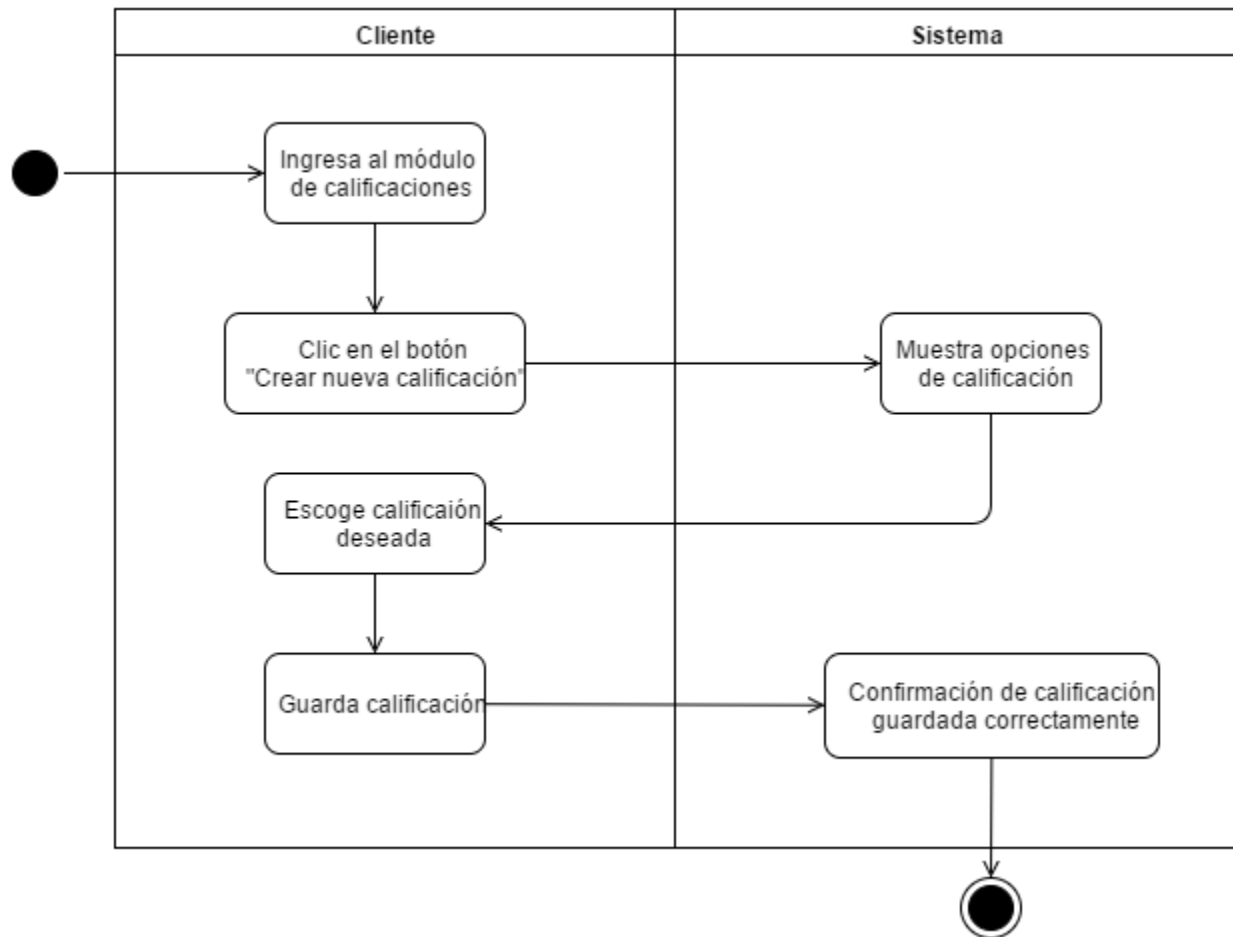 Cliente
Sistema
Ingresa al módulo
de calificaciones
Clic en el botón
"Crear nueva calificación"
Muestra opciones
de calificación
Escoge calificaión
deseada
Guarda calificación
Confirmación de calificación
guardada correctamente